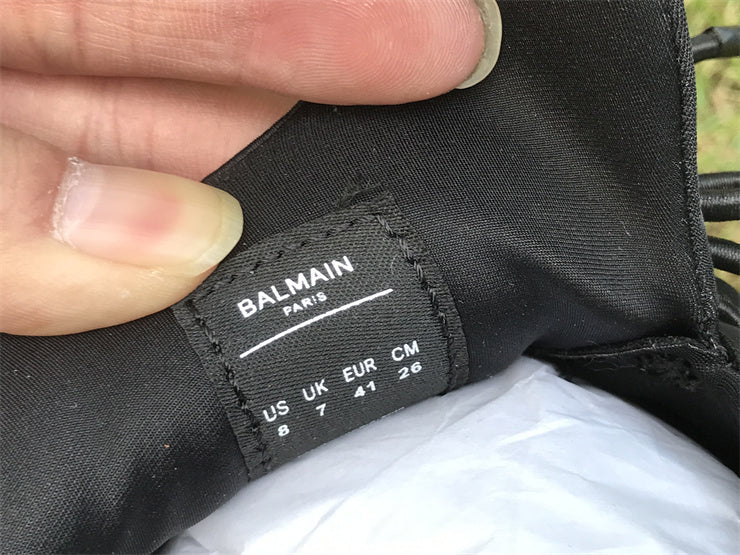 BALMAIN
PARIS
US UK EUR CM
8 7 41 26